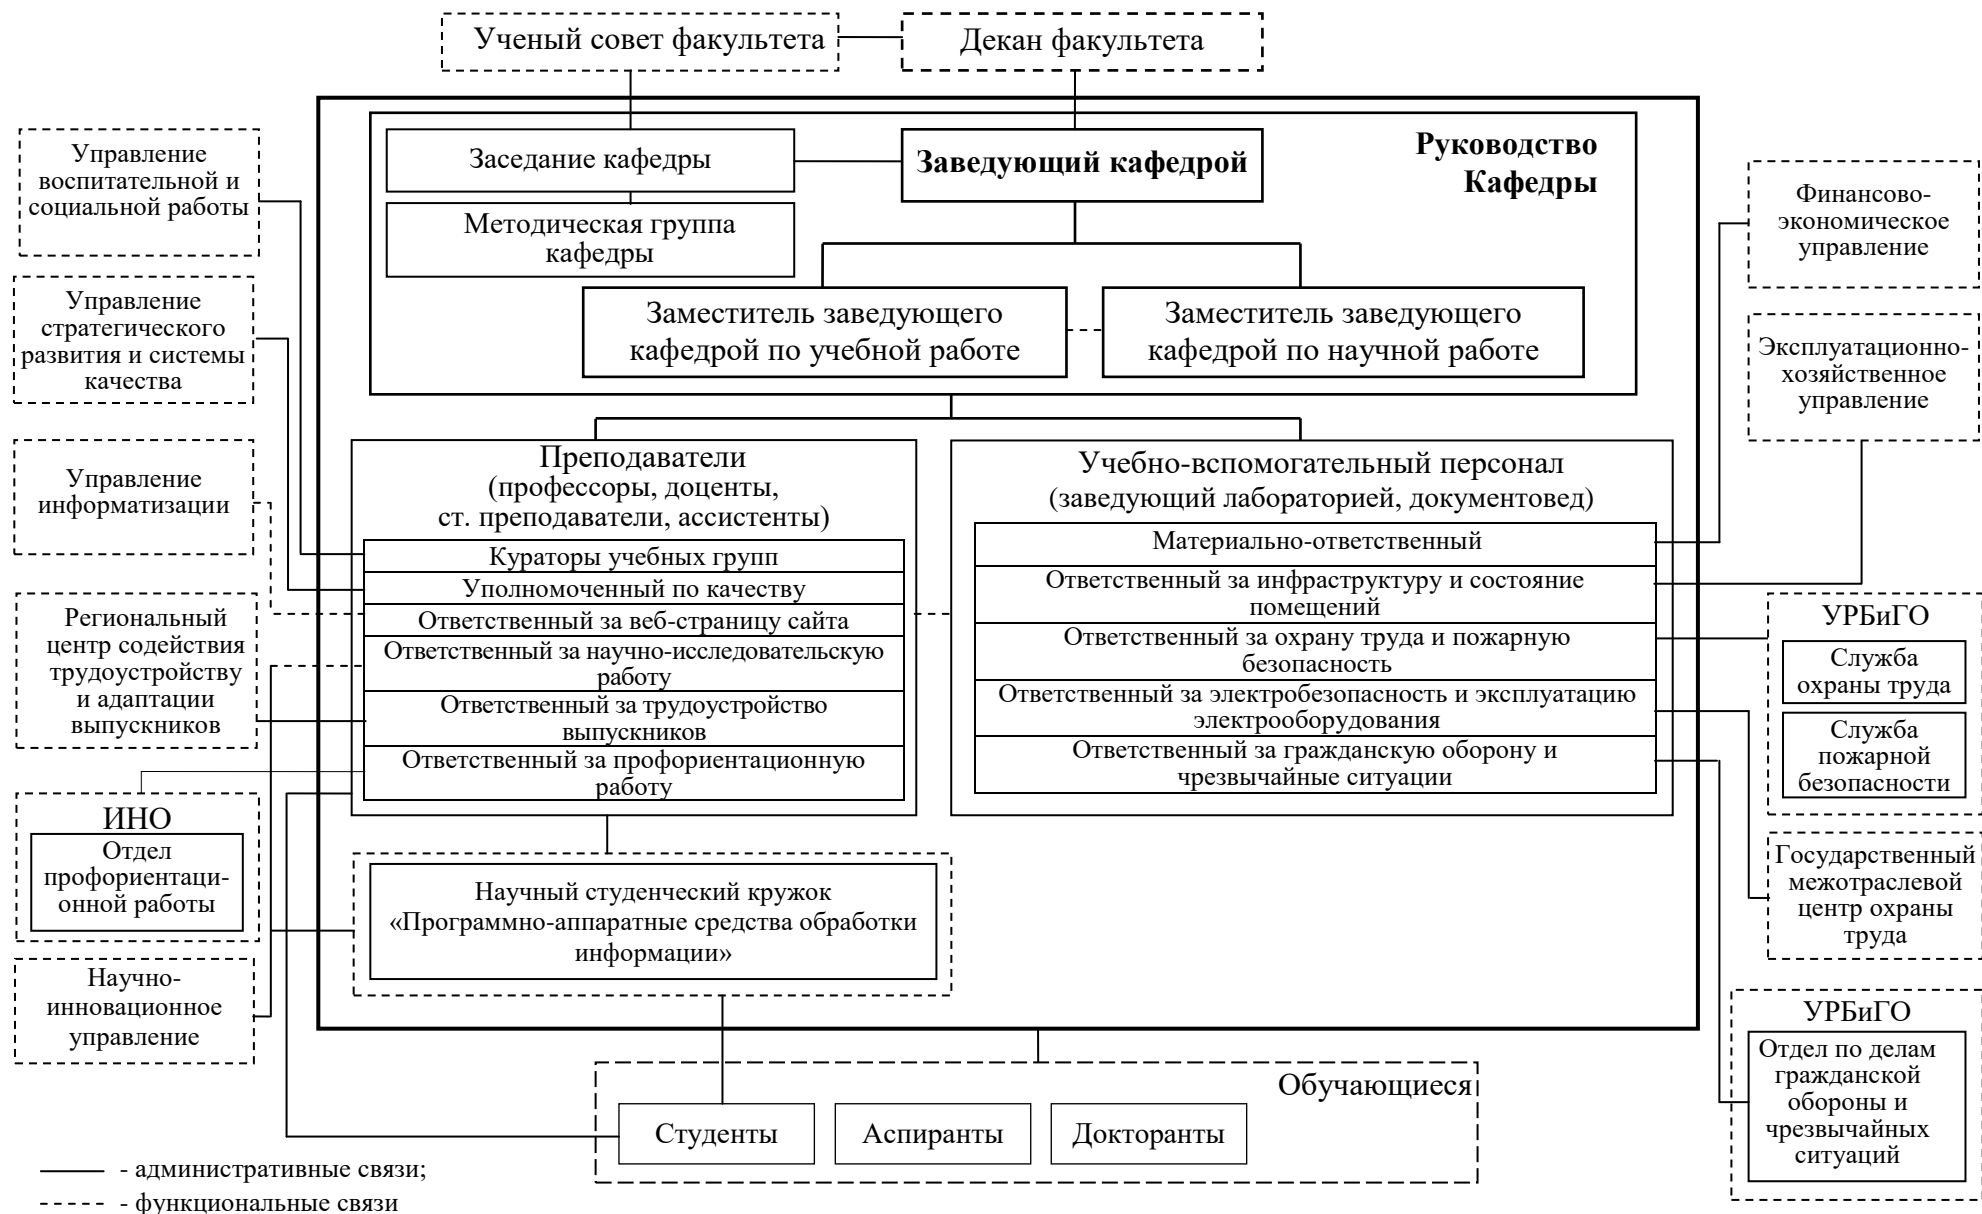 Ученый совет факультета
Декан факультета
Заседание кафедры
Заведующий кафедрой
Руководство
Кафедры
Методическая группа
кафедры
Заместитель заведующего
кафедрой по учебной работе
Заместитель заведующего
кафедрой по научной работе
Управление
воспитательной и
социальной работы
Управление
стратегического
развития и системы
качества
Управление
информатизации
Региональный
центр содействия
трудоустройству
и адаптации
выпускников
ИНО
Отдел
профориентаци-
онной работы
Научно-
инновационное
управление
Преподаватели
(профессоры, доценты,
ст. преподаватели, ассистенты)
Кураторы учебных групп
Уполномоченный по качеству
Ответственный за веб-страницу сайта
Ответственный за научно-исследовательскую
работу
Ответственный за трудоустройство
выпускников
Ответственный за профориентационную
работу
Учебно-вспомогательный персонал
(заведующий лабораторией, документовед)
Материально-ответственный
Ответственный за инфраструктуру и состояние
помещений
Ответственный за охрану труда и пожарную
безопасность
Ответственный за электробезопасность и эксплуатацию
электрооборудования
Ответственный за гражданскую оборону и
чрезвычайные ситуации
Финансово-
экономическое
управление
Эксплуатационно-
хозяйственное
управление
УРБиГО
Служба
охраны труда
Служба
пожарной
безопасности
Государственный
межотраслевой
центр охраны
труда
УРБиГО
Отдел по делам
гражданской
обороны и
чрезвычайных
ситуаций
Научный студенческий кружок
«Программно-аппаратные средства обработки
информации»
Обучающиеся
Студенты
Аспиранты
Докторанты
- административные связи;
- функциональные связи